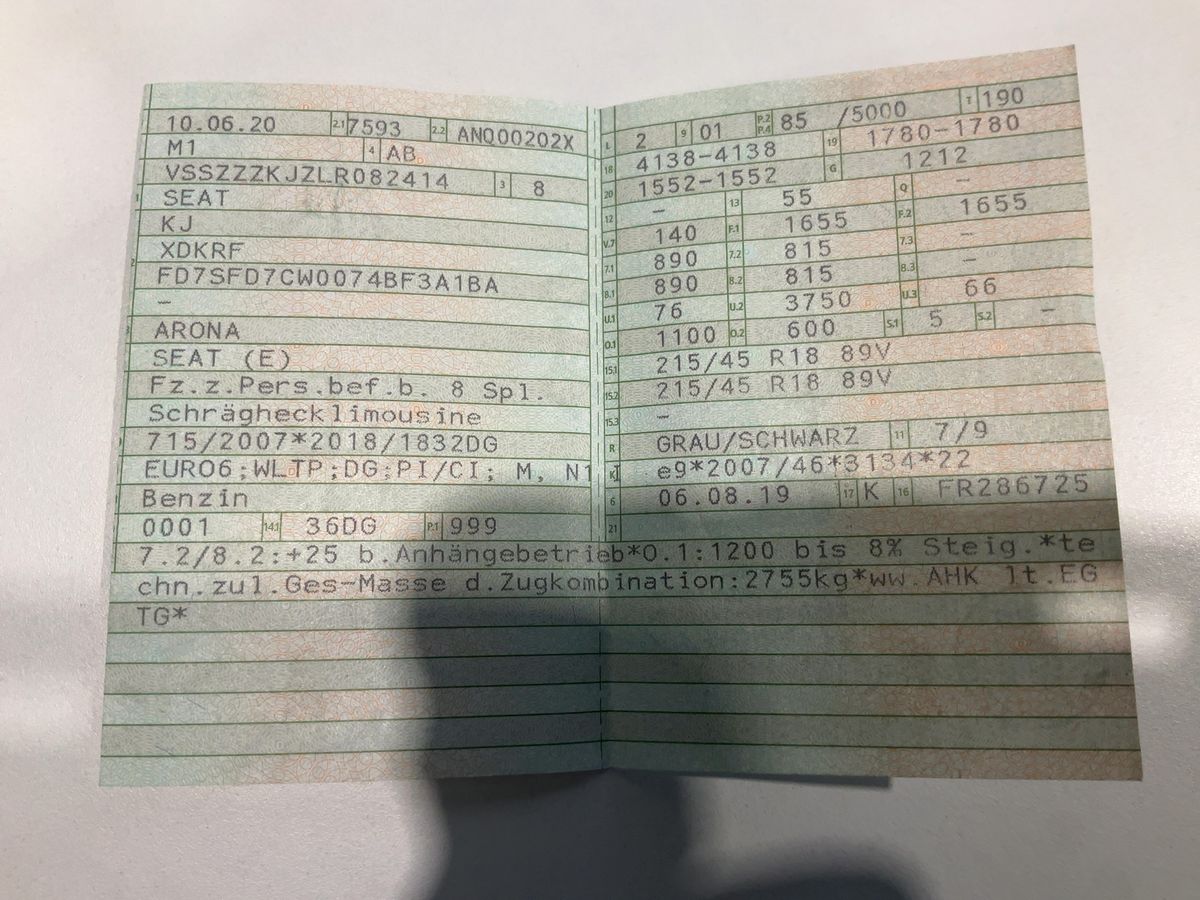 10.06.20 2.1 7593 2.2 ANQ00202X
M1 4 AB
VSSZZZKJZLR082414 3 8
SEAT
KJ
XDKRF
FD7SFD7CW0074BF3A1BA
–
ARONA
SEAT (E)
Fz.z.Pers.bef.b. 8 Spl.
Schräghecklimousine
715/2007*2018/1832DG
EURO6;WLTP;DG;PI/CI; M, N1 I
Benzin
0001 14.1 36DG P.1 999
L 2 9 01 P.2 P.4 85 /5000 T 190
18 4138-4138 19 1780-1780
20 1552-1552 G 1212
12 – 13 55 Q –
V.7 140 F.1 1655 F.2 1655
7.1 890 7.2 815 7.3 –
8.1 890 8.2 815 8.3 –
U.1 76 U.2 3750 U.3 66
O.1 1100 O.2 600 S.1 5 S.2 –
15.1 215/45 R18 89V
15.2 215/45 R18 89V
15.3 –
R GRAU/SCHWARZ 11 7/9
K e9*2007/46*3134*22
6 06.08.19 17 K 16 FR286725
21
7.2/8.2:+25 b.Anhängebetrieb*O.1:1200 bis 8% Steig.*te
chn.zul.Ges-Masse d.Zugkombination:2755kg*ww.AHK lt.EG
TG*